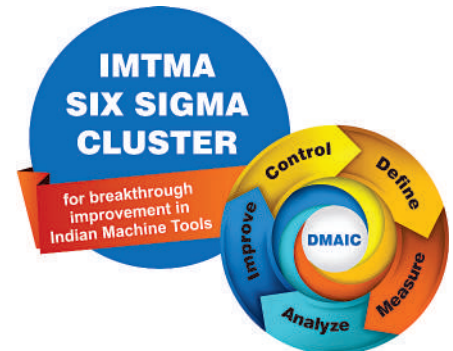 IMTMA
SIX SIGMA
CLUSTER
for breakthrough
improvement in
Indian Machine Tools
Control
Define
Measure
Analyze
Improve
DMAIC